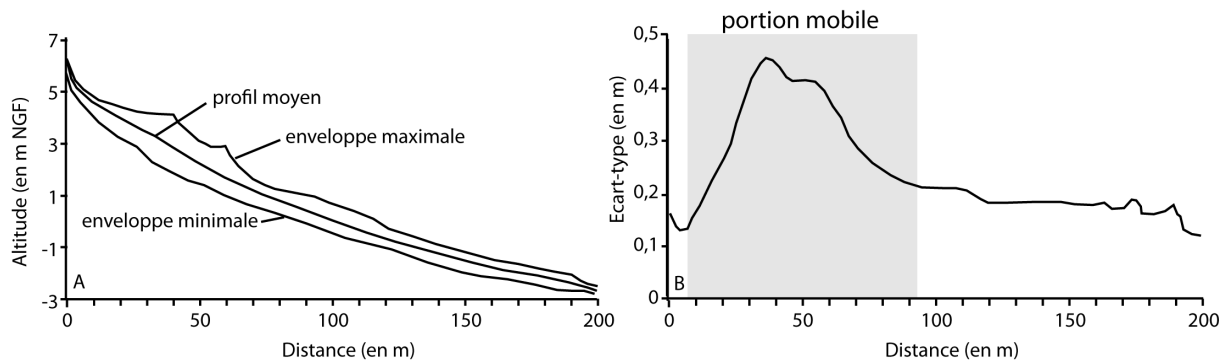 7
5
3
1
-1
-3
Altitude (en m NGF)
profil moyen
enveloppe maximale
enveloppe minimale
A
0
50
100
150
200
Distance (en m)
portion mobile
0,5
0,4
0,3
0,2
0,1
0
Ecart-type (en m)
B
0
50
100
150
200
Distance (en m)